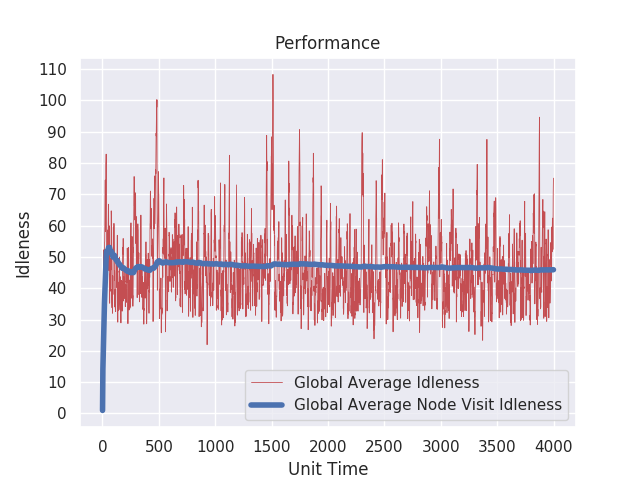 Performance
110
100
90
80
70
60
50
40
30
20
10
0
Idleness
Global Average Idleness
Global Average Node Visit Idleness
0 500 1000 1500 2000 2500 3000 3500 4000
Unit Time